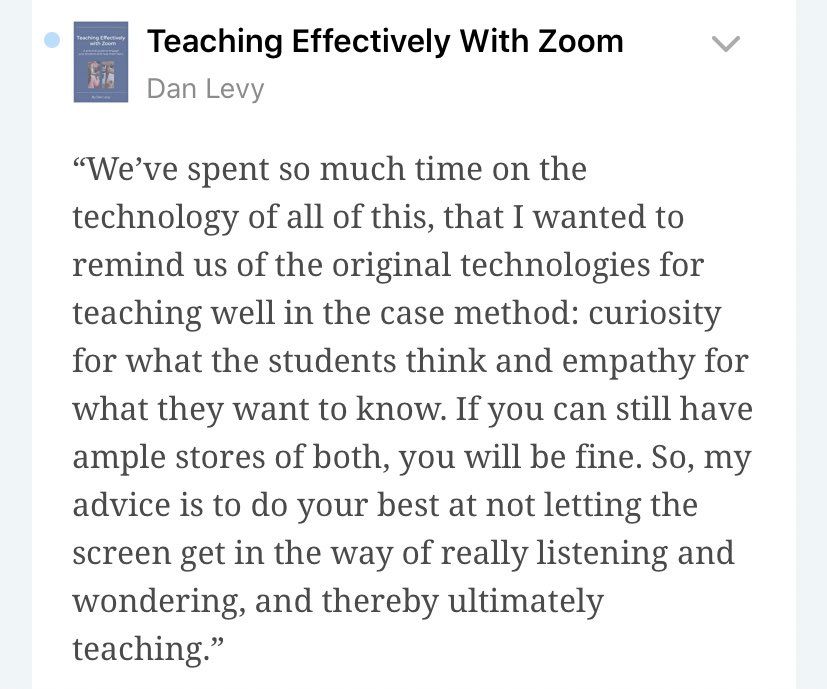 Teaching Effectively
with Zoom
Teaching Effectively With Zoom
Dan Levy
“We’ve spent so much time on the
technology of all of this, that I wanted to
remind us of the original technologies for
teaching well in the case method: curiosity
for what the students think and empathy for
what they want to know. If you can still have
ample stores of both, you will be fine. So, my
advice is to do your best at not letting the
screen get in the way of really listening and
wondering, and thereby ultimately
teaching.”